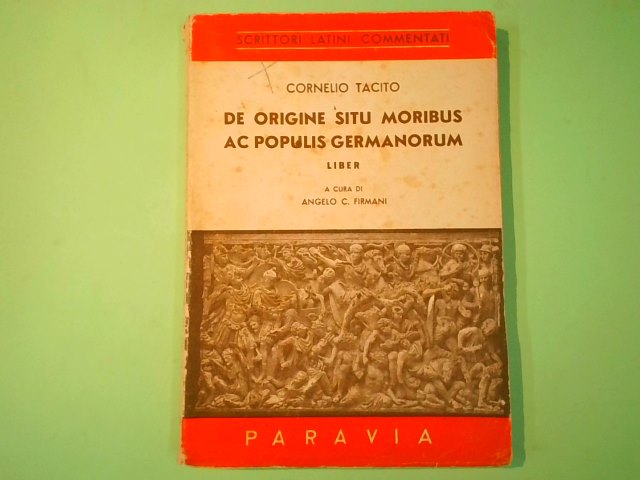 SCRITTORI LATINI COMMENTATI
CORNELIO TACITO
DE ORIGINE SITU MORIBUS
AC POPULIS GERMANORUM
LIBER
A CURA DI
ANGELO C. FIRMANI
PARAVIA